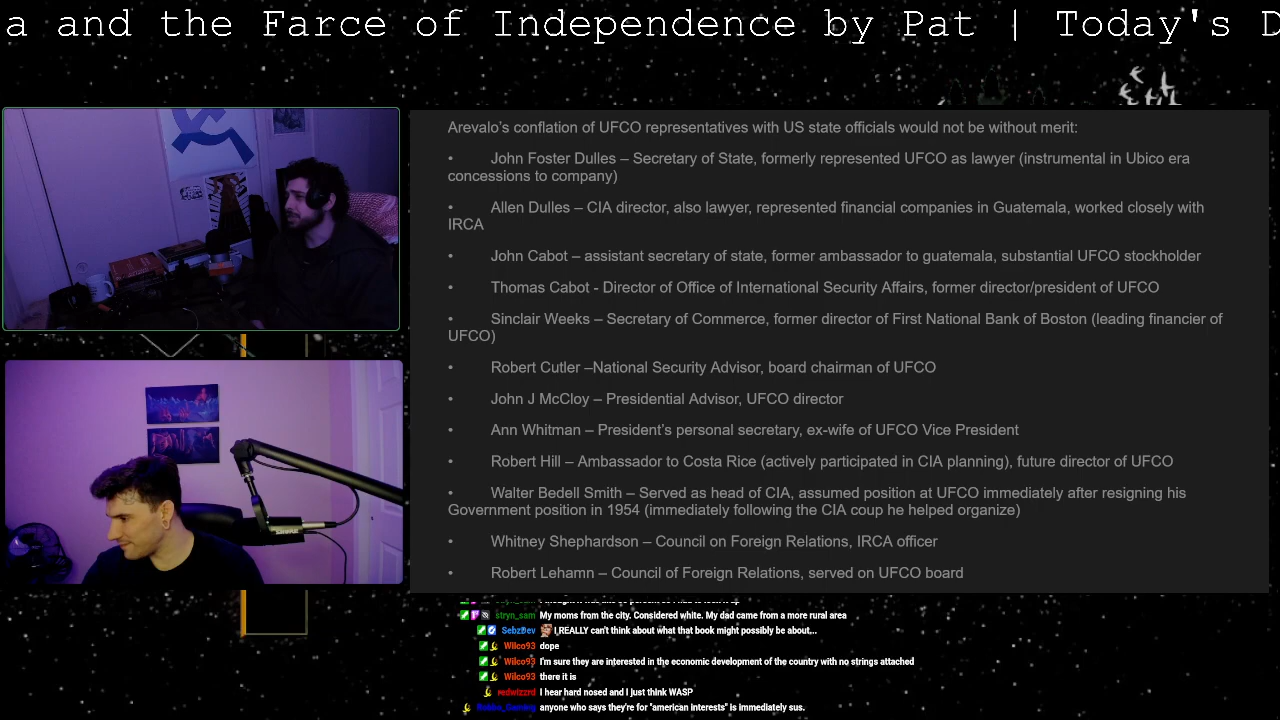 a and the Farce of Independence by Pat | Today's D
Arevalo's conflation of UFCO representatives with US state officials would not be without merit:
• John Foster Dulles – Secretary of State, formerly represented UFCO as lawyer (instrumental in Ubico era
concessions to company)
• Allen Dulles – CIA director, also lawyer, represented financial companies in Guatemala, worked closely with
IRCA
• John Cabot – assistant secretary of state, former ambassador to guatemala, substantial UFCO stockholder
• Thomas Cabot - Director of Office of International Security Affairs, former director/president of UFCO
• Sinclair Weeks – Secretary of Commerce, former director of First National Bank of Boston (leading financier of
UFCO)
• Robert Cutler –National Security Advisor, board chairman of UFCO
• John J McCloy – Presidential Advisor, UFCO director
• Ann Whitman – President's personal secretary, ex-wife of UFCO Vice President
• Robert Hill – Ambassador to Costa Rice (actively participated in CIA planning), future director of UFCO
• Walter Bedell Smith – Served as head of CIA, assumed position at UFCO immediately after resigning his
Government position in 1954 (immediately following the CIA coup he helped organize)
• Whitney Shephardson – Council on Foreign Relations, IRCA officer
• Robert Lehamn – Council of Foreign Relations, served on UFCO board
stryn_sam My moms from the city. Considered white. My dad came from a more rural area
SebzDev I REALLY can't think about what that book might possibly be about...
Wilco93 dope
Wilco93 I'm sure they are interested in the economic development of the country with no strings attached
Wilco93 there it is
redwizzrd I hear hard nosed and I just think WASP
anyone who says they're for "american interests" is immediately sus.